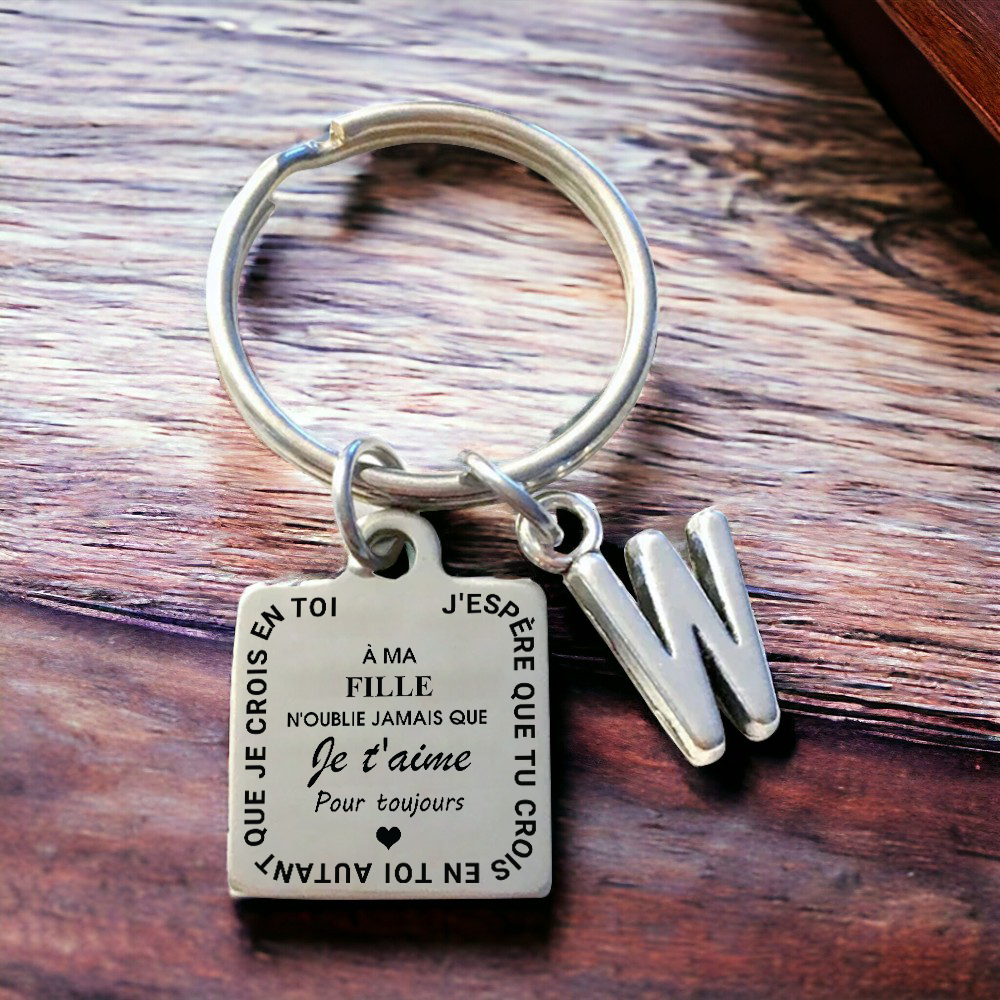 J'ESPÈRE QUE TU CROIS EN TOI AUTANT QUE JE CROIS EN TOI
À MA
FILLE
N'OUBLIE JAMAIS QUE
Je t'aime
Pour toujours
W